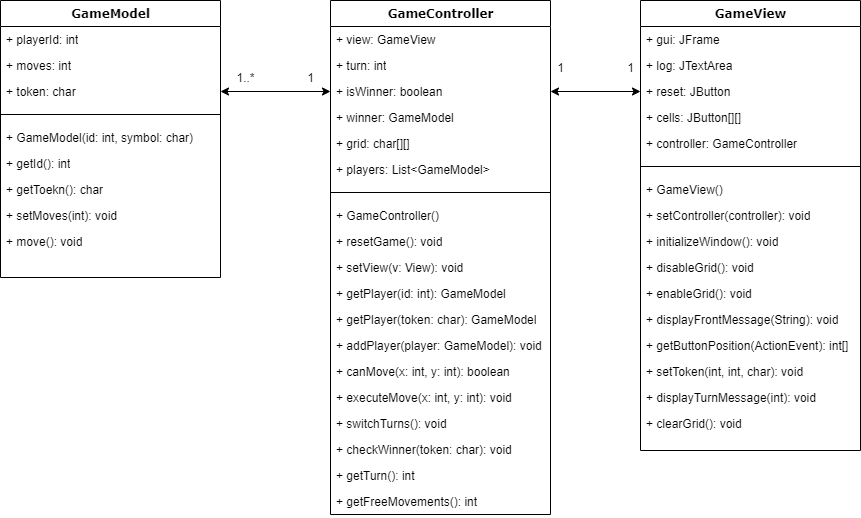 GameModel
+ playerId: int
+ moves: int
+ token: char
+ GameModel(id: int, symbol: char)
+ getId(): int
+ getToekn(): char
+ setMoves(int): void
+ move(): void
1..*
1
GameController
+ view: GameView
+ turn: int
+ isWinner: boolean
+ winner: GameModel
+ grid: char[][]
+ players: List<GameModel>
+ GameController()
+ resetGame(): void
+ setView(v: View): void
+ getPlayer(id: int): GameModel
+ getPlayer(token: char): GameModel
+ addPlayer(player: GameModel): void
+ canMove(x: int, y: int): boolean
+ executeMove(x: int, y: int): void
+ switchTurns(): void
+ checkWinner(token: char): void
+ getTurn(): int
+ getFreeMovements(): int
1
1
GameView
+ gui: JFrame
+ log: JTextArea
+ reset: JButton
+ cells: JButton[][]
+ controller: GameController
+ GameView()
+ setController(controller): void
+ initializeWindow(): void
+ disableGrid(): void
+ enableGrid(): void
+ displayFrontMessage(String): void
+ getButtonPosition(ActionEvent): int[]
+ setToken(int, int, char): void
+ displayTurnMessage(int): void
+ clearGrid(): void